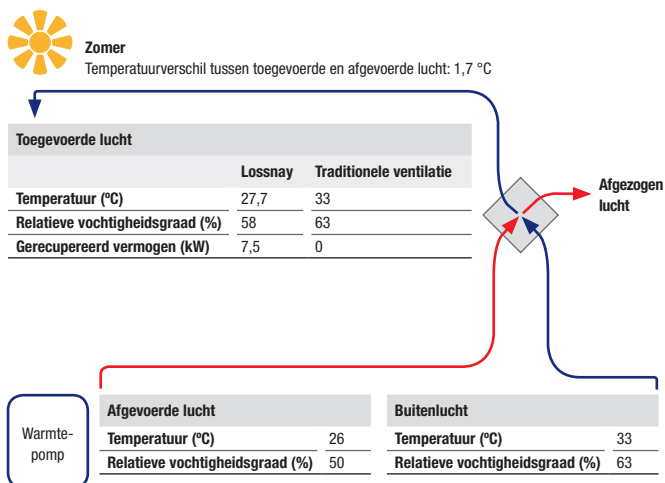 Zomer
Temperatuurverschil tussen toegevoerde en afgevoerde lucht: 1,7 °C
Toegevoerde lucht
Lossnay Traditionele ventilatie
Temperatuur (ºC) 27,7 33
Relatieve vochtigheidsgraad (%) 58 63
Gerecupereerd vermogen (kW) 7,5 0
Afgezogen
lucht
Warmte-
pomp
Afgevoerde lucht
Temperatuur (ºC) 26
Relatieve vochtigheidsgraad (%) 50
Buitenlucht
Temperatuur (ºC) 33
Relatieve vochtigheidsgraad (%) 63